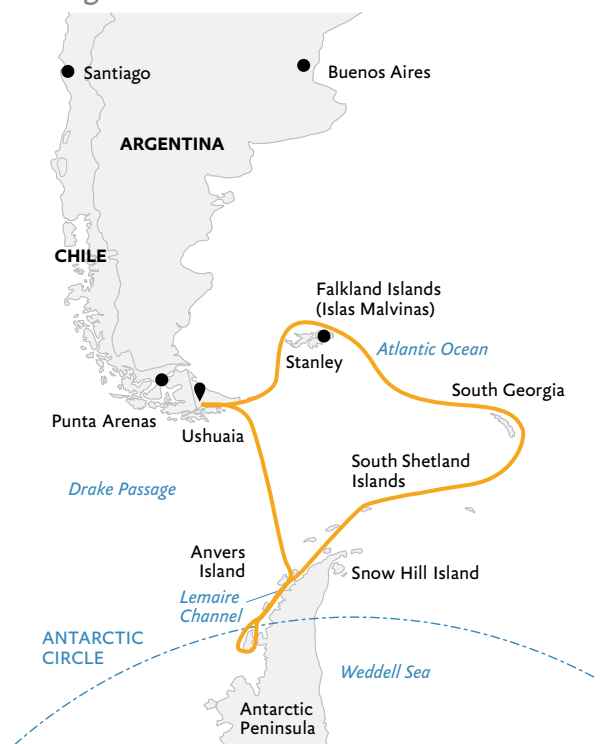 Santiago
Buenos Aires
ARGENTINA
CHILE
Falkland Islands
(Islas Malvinas)
Atlantic Ocean
Stanley
South Georgia
Punta Arenas
Ushuaia
South Shetland
Islands
Drake Passage
Anvers
Island
Snow Hill Island
Lemaire
Channel
ANTARCTIC
CIRCLE
Weddell Sea
Antarctic
Peninsula